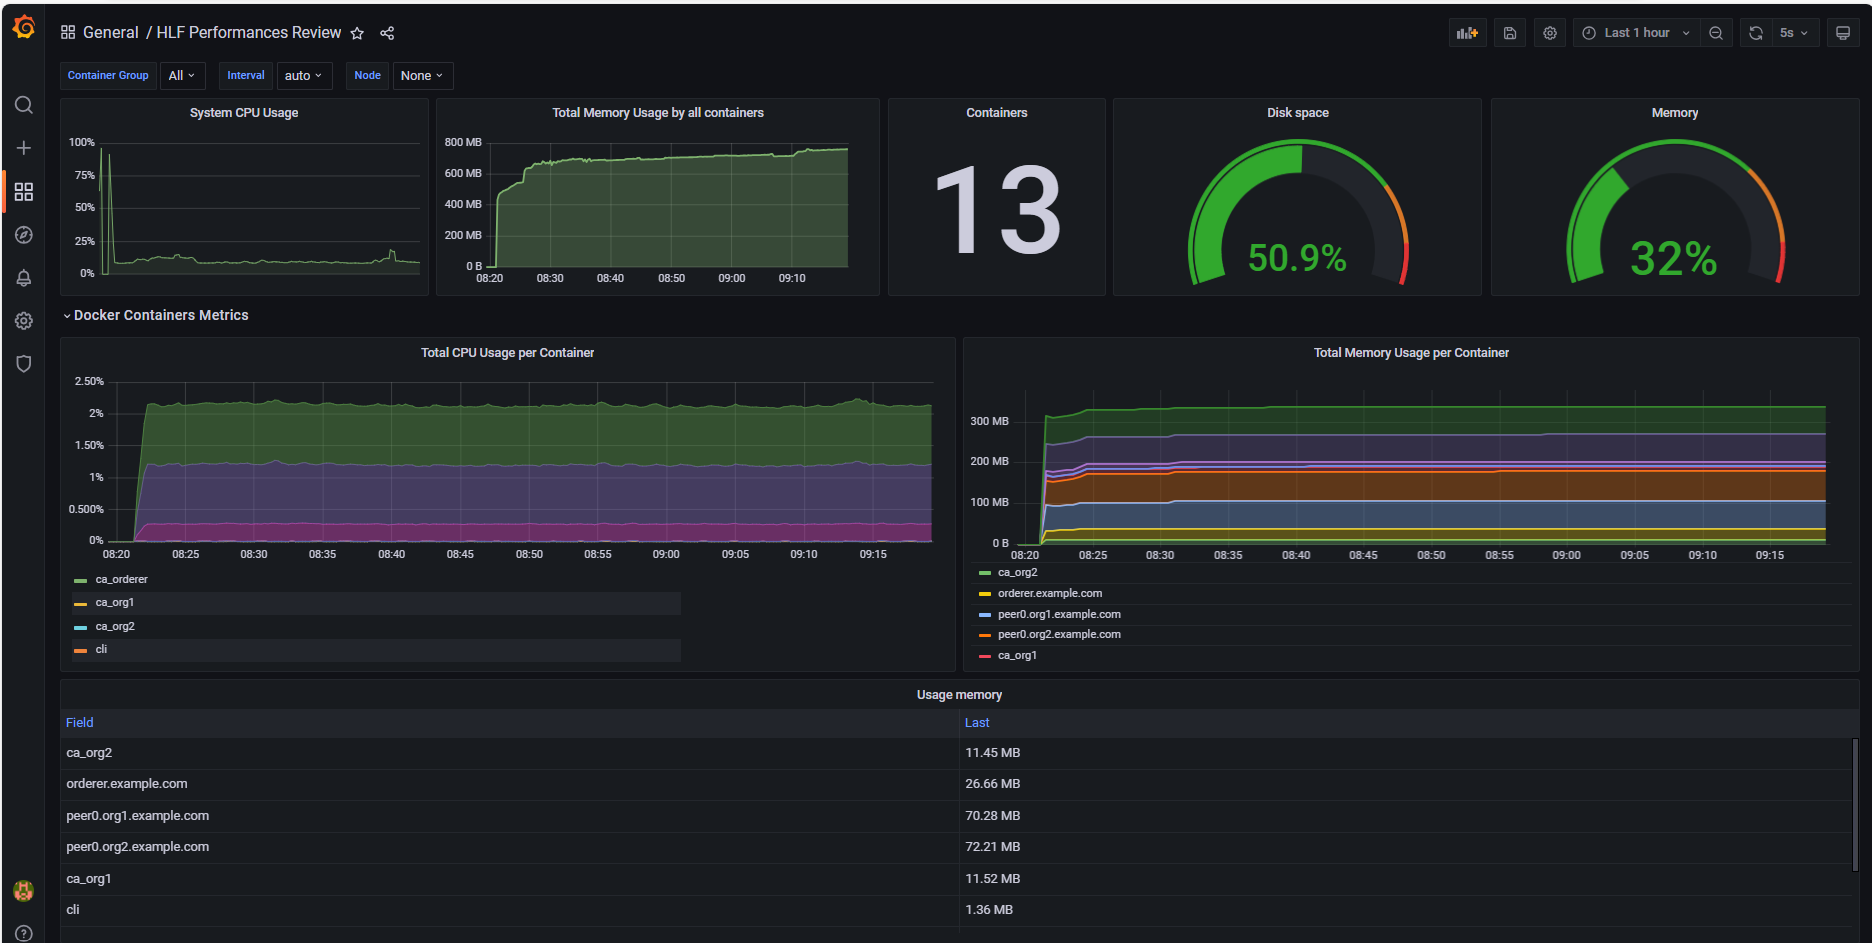 General / HLF Performances Review
Last 1 hour
5s
Container Group All Interval auto Node None
System CPU Usage
100%
75%
50%
25%
0%
Total Memory Usage by all containers
800 MB
600 MB
400 MB
200 MB
0 B
08:20 08:30 08:40 08:50 09:00 09:10
Containers
13
Disk space
50.9%
Memory
32%
Docker Containers Metrics
Total CPU Usage per Container
2.50%
2%
1.50%
1%
0.500%
0%
08:20 08:25 08:30 08:35 08:40 08:45 08:50 08:55 09:00 09:05 09:10 09:15
ca_orderer
ca_org1
ca_org2
cli
Total Memory Usage per Container
300 MB
200 MB
100 MB
0 B
08:20 08:25 08:30 08:35 08:40 08:45 08:50 08:55 09:00 09:05 09:10 09:15
ca_org2
orderer.example.com
peer0.org1.example.com
peer0.org2.example.com
ca_org1
Usage memory
Field Last
ca_org2 11.45 MB
orderer.example.com 26.66 MB
peer0.org1.example.com 70.28 MB
peer0.org2.example.com 72.21 MB
ca_org1 11.52 MB
cli 1.36 MB